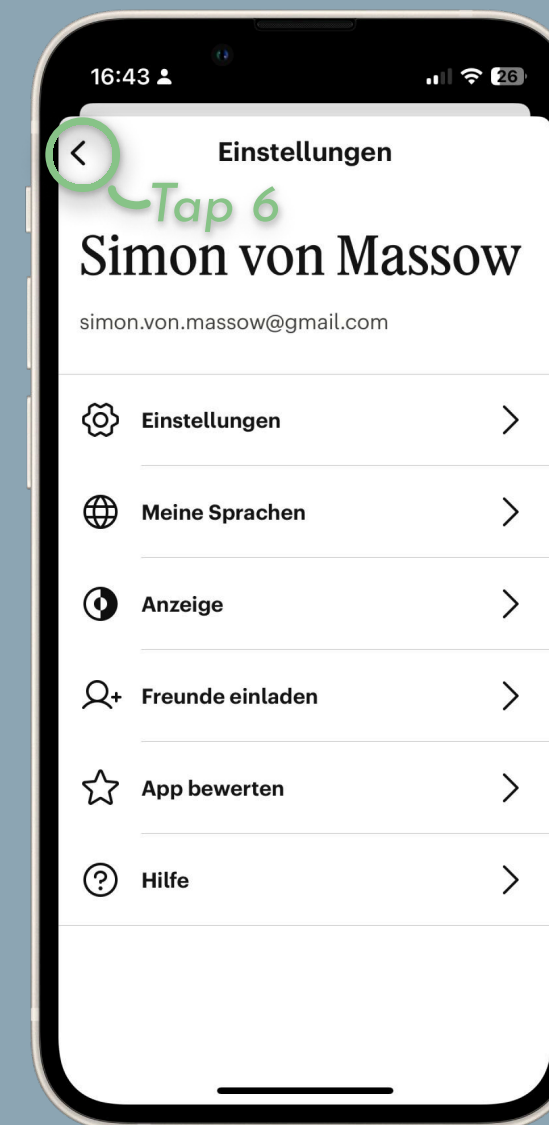 16:43
26
Einstellungen
Tap 6
Simon von Massow
simon.von.massow@gmail.com
Einstellungen
Meine Sprachen
Anzeige
Freunde einladen
App bewerten
Hilfe